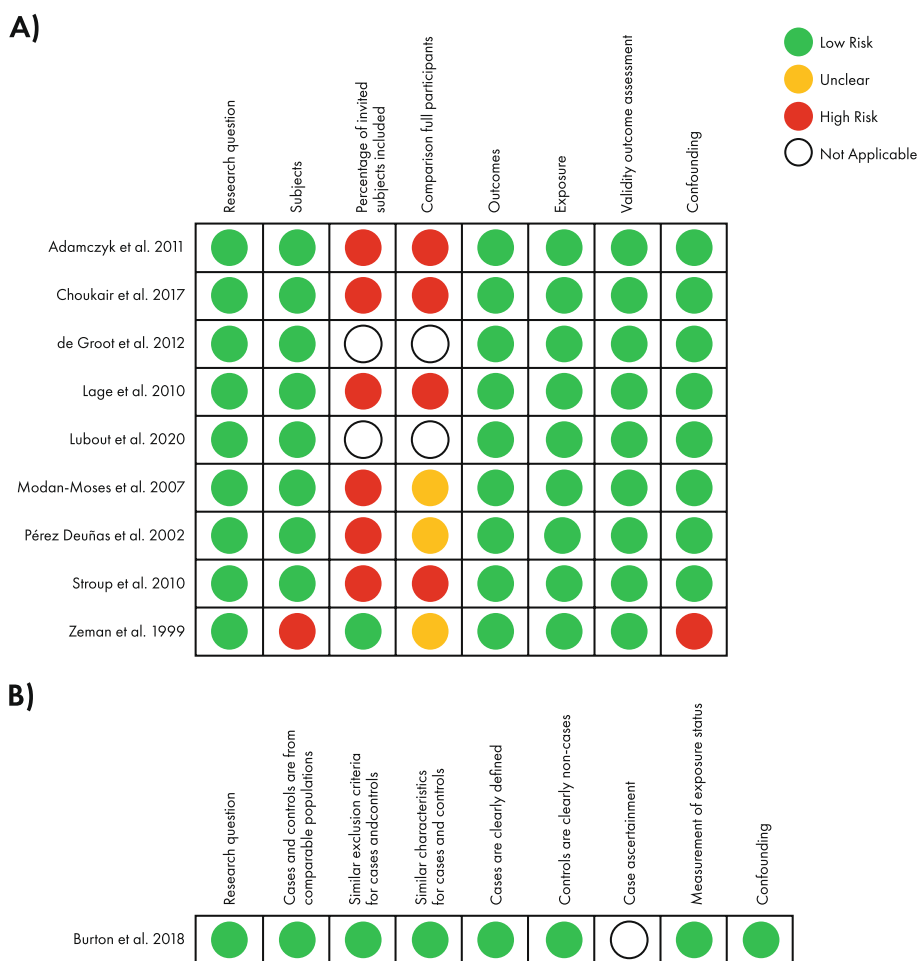 A)
Low Risk
Unclear
High Risk
Not Applicable
Research question
Subjects
Percentage of invited
subjects included
Comparison full participants
Outcomes
Exposure
Validity outcome assessment
Confounding
Adamczyk et al. 2011
Choukair et al. 2017
de Groot et al. 2012
Lage et al. 2010
Lubout et al. 2020
Modan-Moses et al. 2007
Pérez Deuñas et al. 2002
Stroup et al. 2010
Zeman et al. 1999
B)
Research question
Cases and controls are from
comparable populations
Similar exclusion criteria
for cases andcontrols
Similar characteristics
for cases and controls
Cases are clearly defined
Controls are clearly non-cases
Case ascertainment
Measurement of exposure status
Confounding
Burton et al. 2018